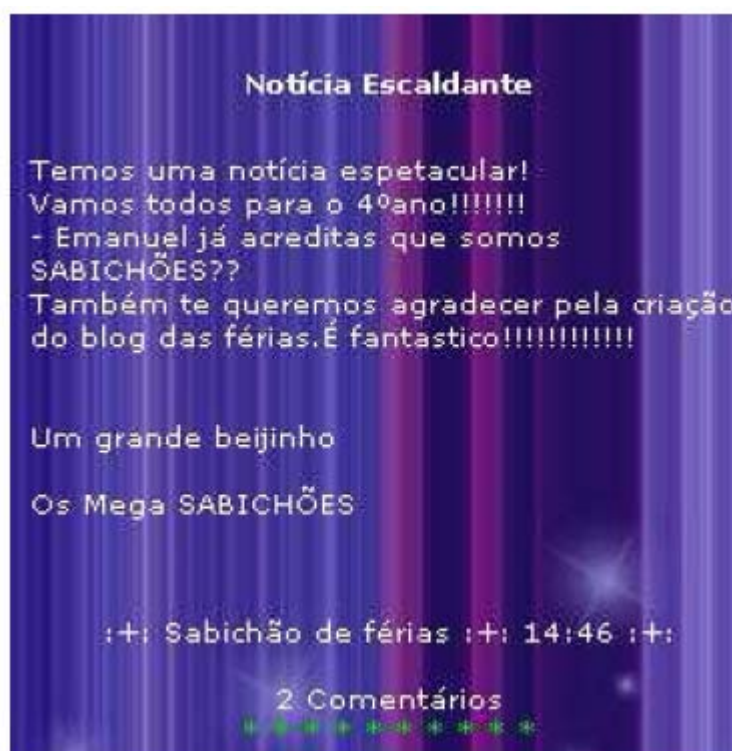 Notícia Escaldante
Temos uma notícia espetacular!
Vamos todos para o 4ºano!!!!!!!
- Emanuel já acreditas que somos
SABICHÕES??
Também te queremos agradecer pela criação
do blog das férias.É fantastico!!!!!!!!!!!!
Um grande beijinho
Os Mega SABICHÕES
:+: Sabichão de férias :+: 14:46 :+:
2 Comentários
* * * * * * * * * *